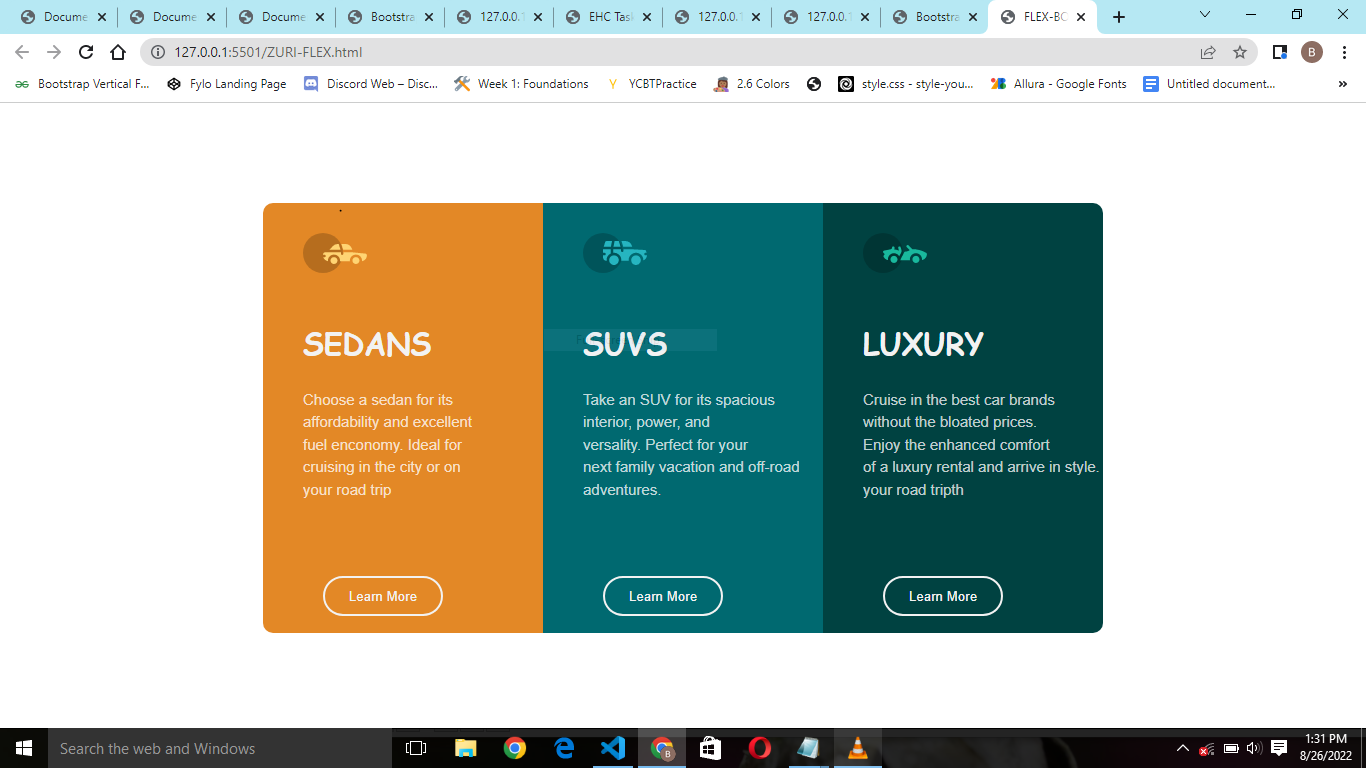 Docume
Docume
Docume
Bootstra
127.0.0.1
EHC Tas
127.0.0.1
127.0.0.1
Bootstra
FLEX-BC
127.0.0.1:5501/ZURI-FLEX.html
B
Bootstrap Vertical F...
Fylo Landing Page
Discord Web – Disc...
Week 1: Foundations
Y
YCBTPractice
2.6 Colors
style.css - style-you...
Allura - Google Fonts
Untitled document...
SEDANS
Choose a sedan for its
affordability and excellent
fuel enconomy. Ideal for
cruising in the city or on
your road trip
Learn More
SUVS
Take an SUV for its spacious
interior, power, and
versality. Perfect for your
next family vacation and off-road
adventures.
Learn More
LUXURY
Cruise in the best car brands
without the bloated prices.
Enjoy the enhanced comfort
of a luxury rental and arrive in style.
your road tripth
Learn More
Search the web and Windows
B
1:31 PM
8/26/2022